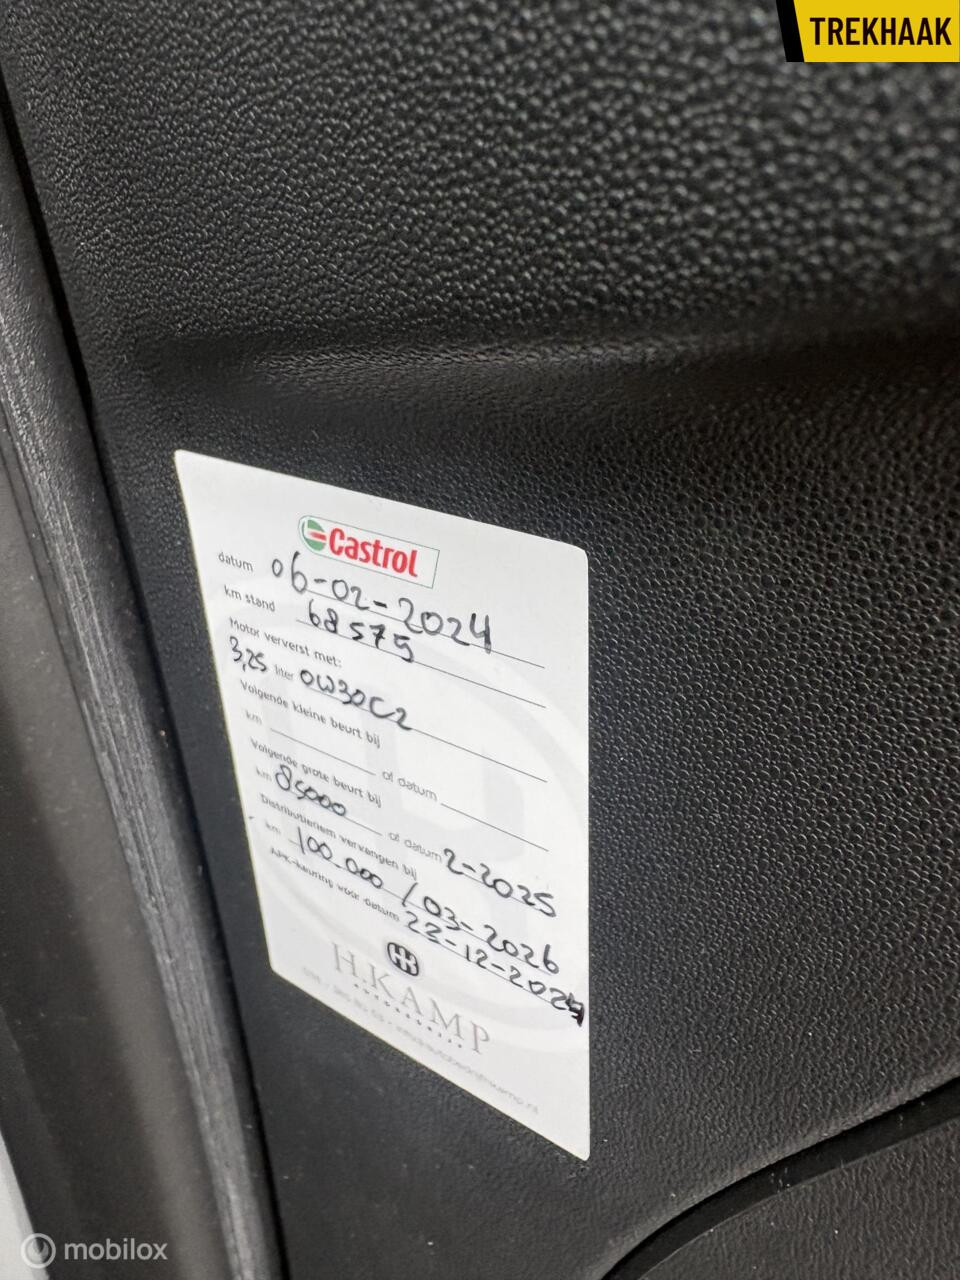 TREKHAAK
Castrol
datum 06-02-2024
km stand 68575
Motor ververst met:
3,25 liter 0W30C2
Volgende kleine beurt bij
km of datum
Volgende grote beurt bij
km 85000 of datum 2-2025
Distributieriem vervangen bij
km 100.000 / 03-2026
APK-keuring vóór datum 23-12-2024
H.KAMP
mobilox